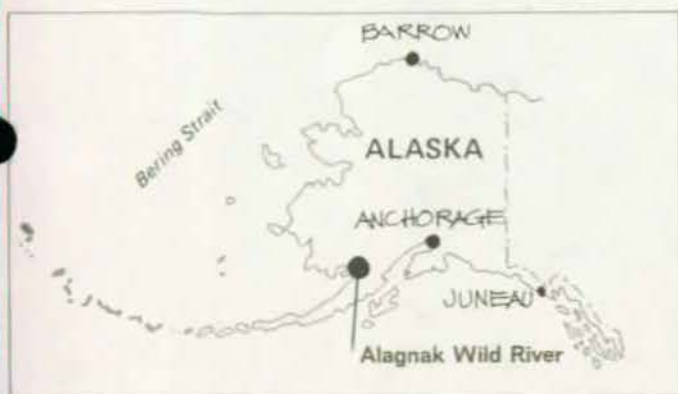 BARROW
Bering Strait
ALASKA
ANCHORAGE
JUNEAU
Alagnak Wild River